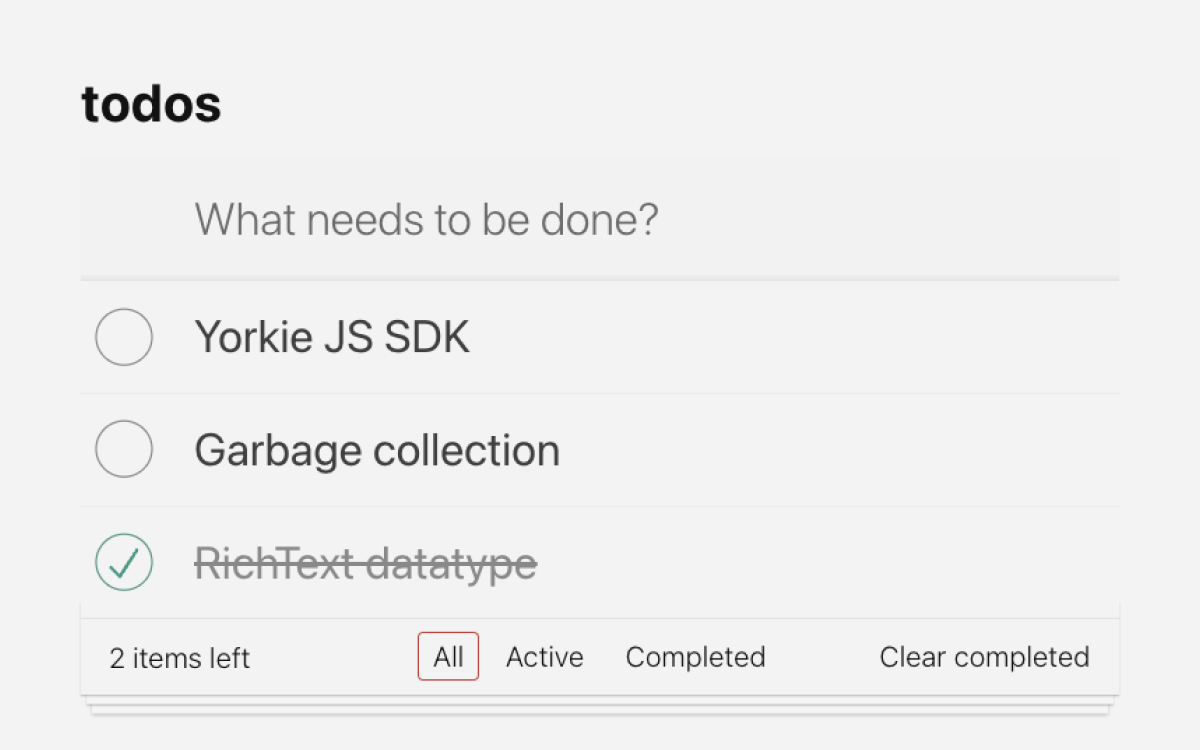 todos
What needs to be done?
Yorkie JS SDK
Garbage collection
RichText datatype
2 items left All Active Completed Clear completed